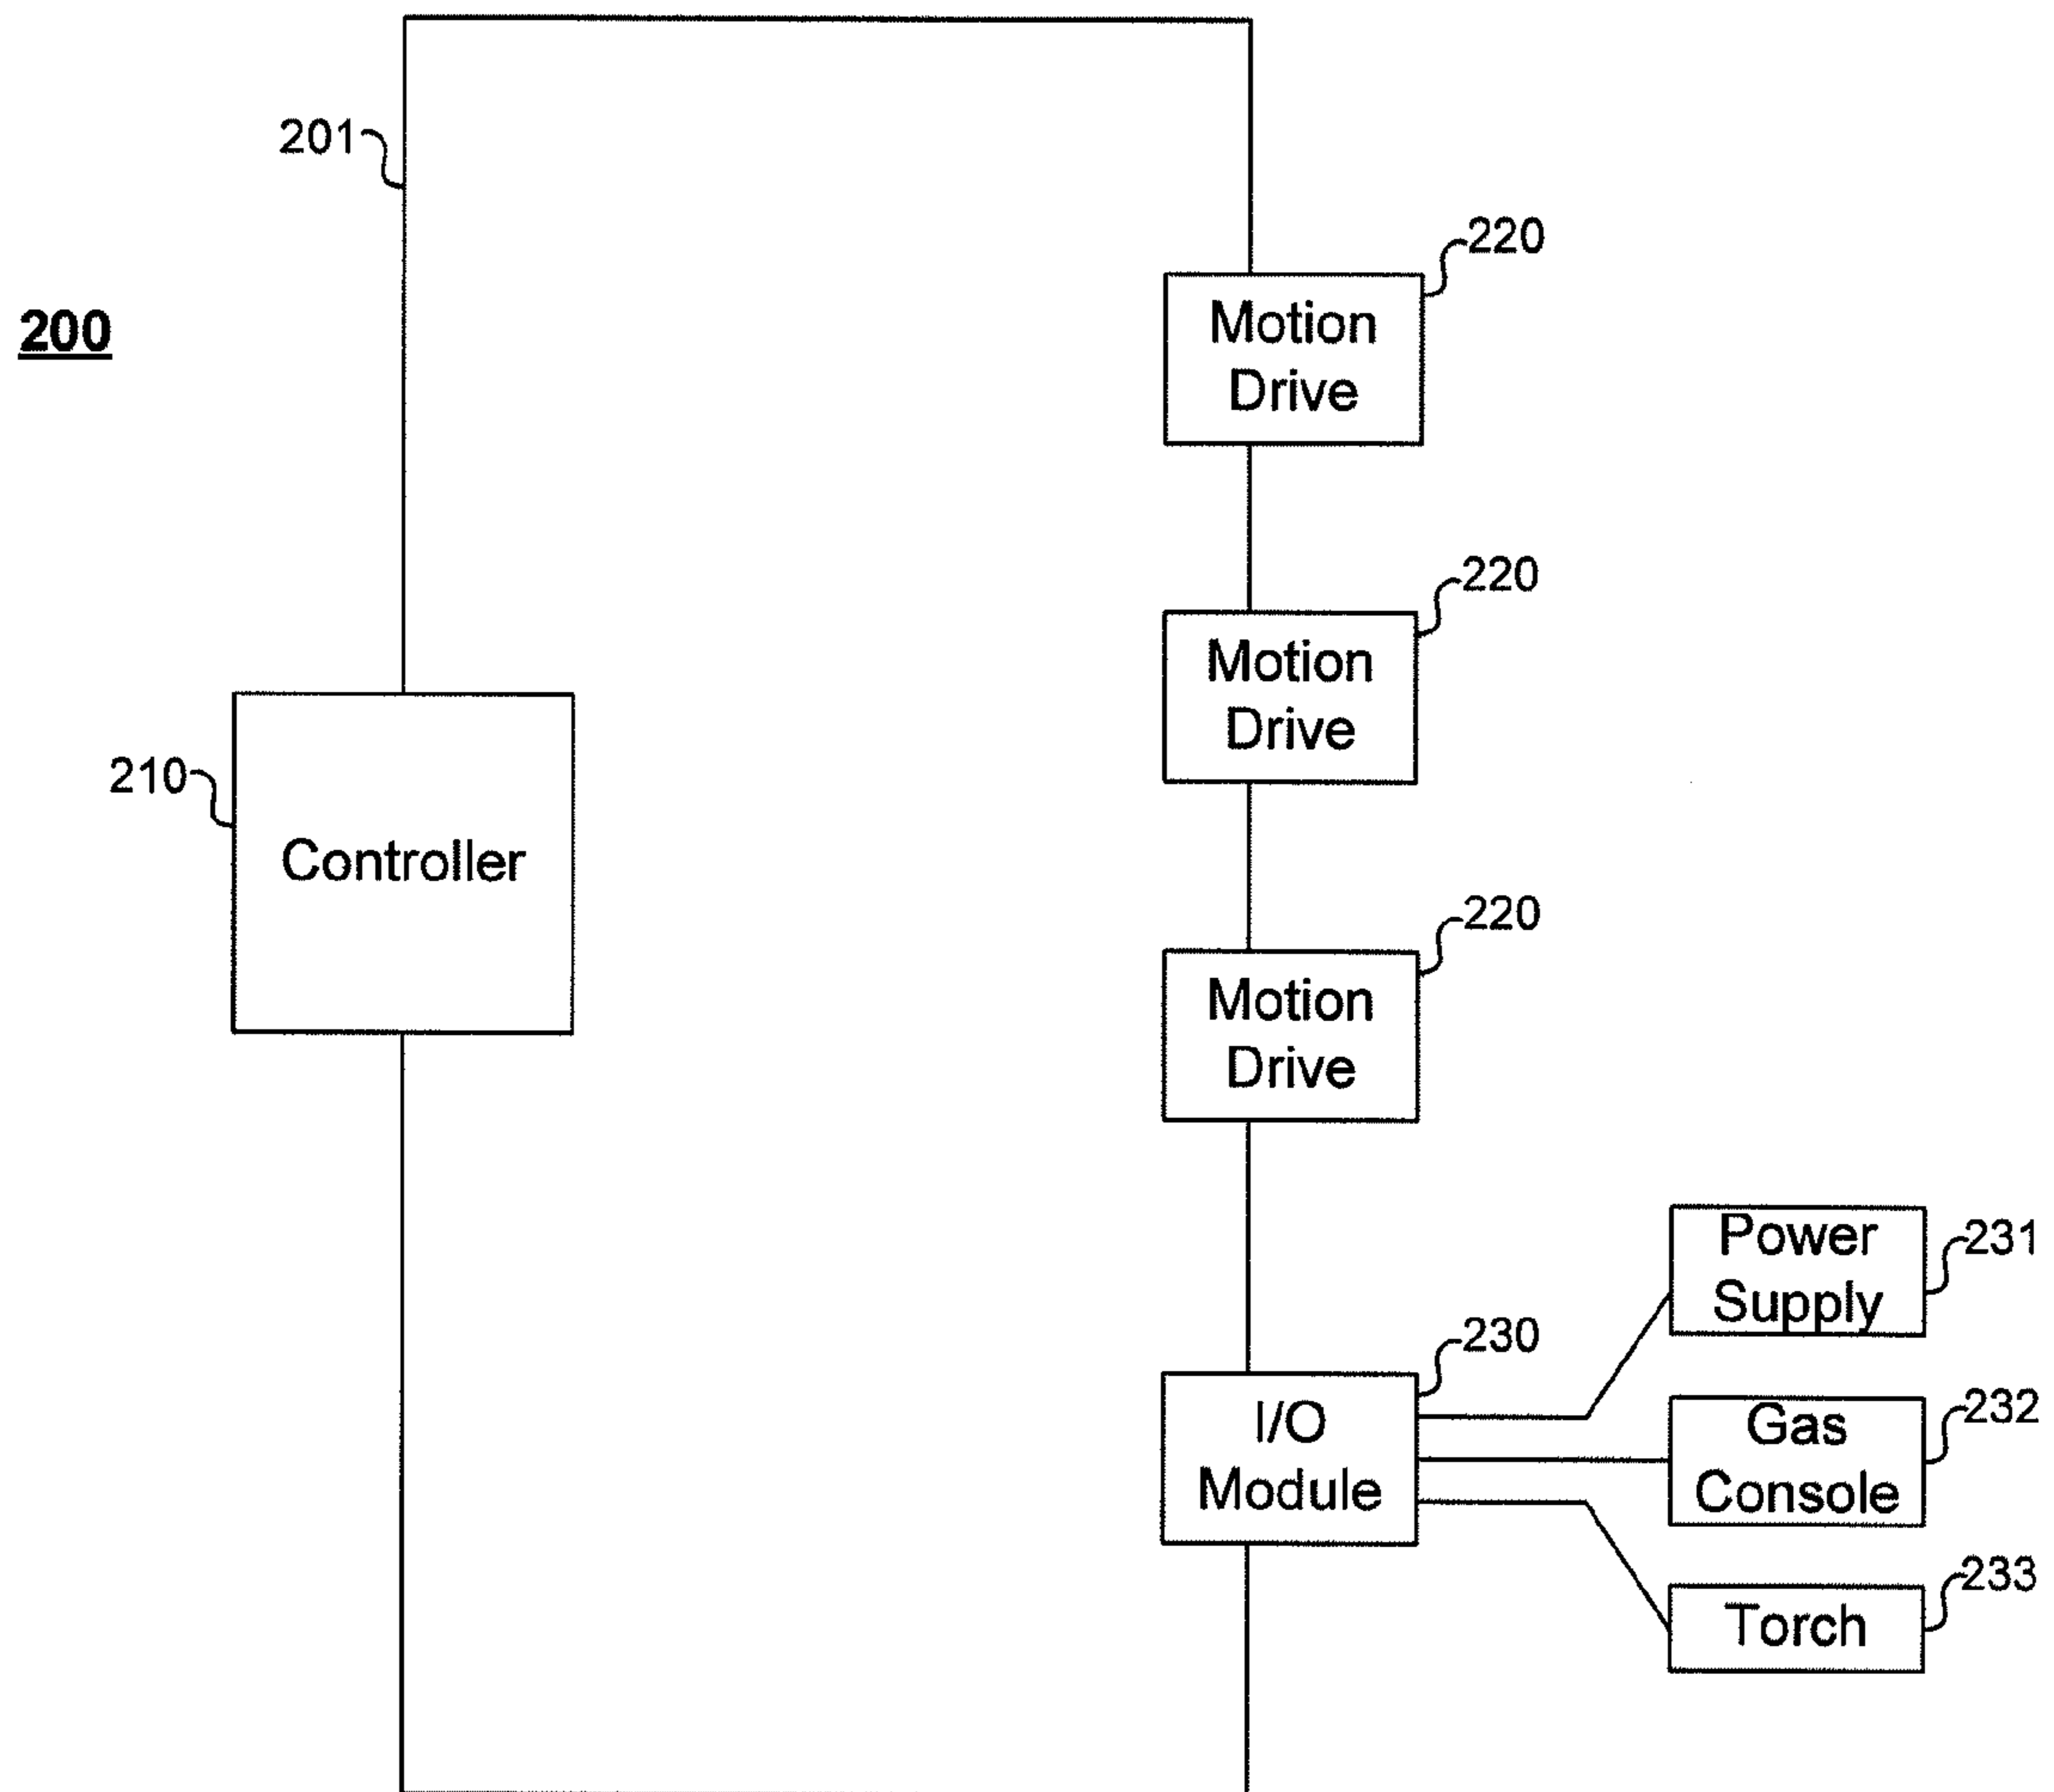 201
220
Motion
Drive
200
220
Motion
Drive
210
Controller
220
Motion
Drive
Power
Supply
231
230
I/O
Module
Gas
Console
232
Torch
233